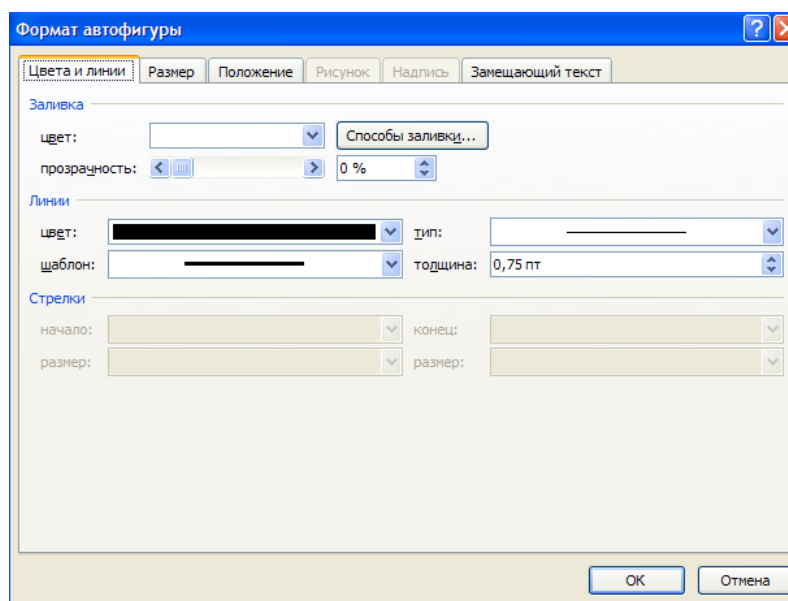 Формат автофигуры
Цвета и линии Размер Положение Рисунок Надпись Замещающий текст
Заливка
цвет: Способы заливки...
прозрачность: 0 %
Линии
цвет: тип:
шаблон: толщина: 0,75 пт
Стрелки
начало: конец:
размер: размер:
ОК Отмена